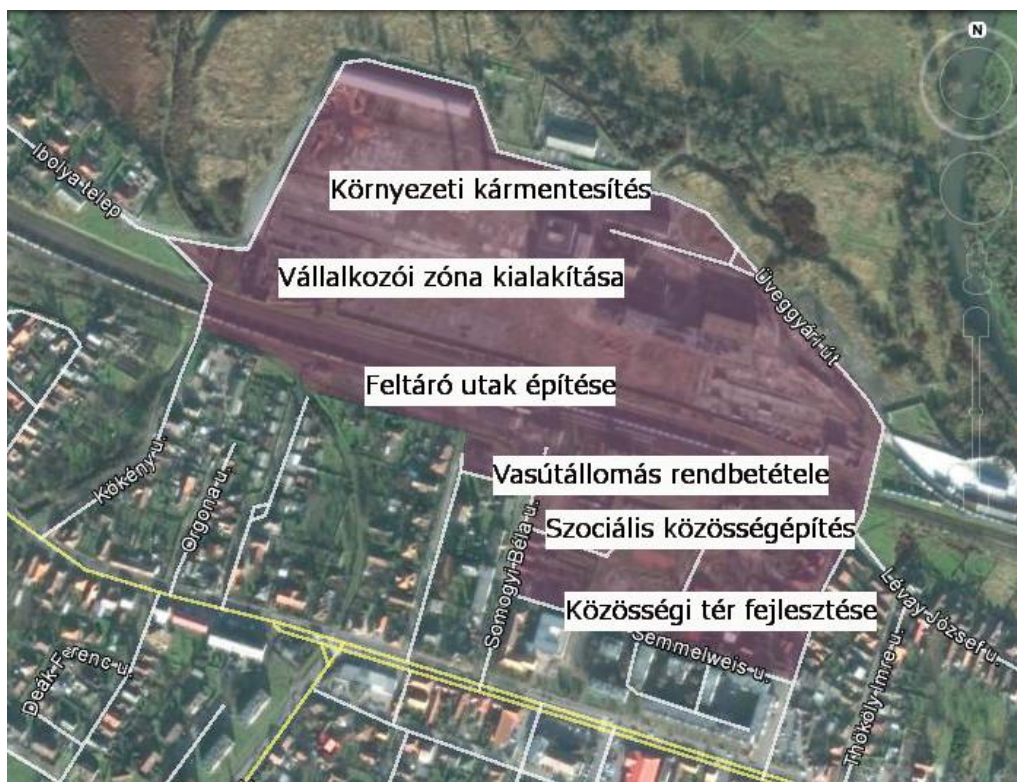 N
Ibolya telep
Környezeti kármentesítés
Vállalkozói zóna kialakítása
Üveggyári út
Feltáró utak építése
Kökény u.
Orgona u.
Vasútállomás rendbetétele
Somogyi Béla u.
Szociális közösségépítés
Közösségi tér fejlesztése
Semmelweis u.
Lévay József u.
Thököly Imre u.
Deák Ferenc u.